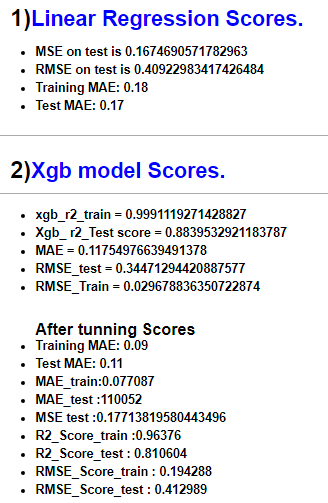 1)Linear Regression Scores.
MSE on test is 0.1674690571782963
RMSE on test is 0.40922983417426484
Training MAE: 0.18
Test MAE: 0.17
2)Xgb model Scores.
xgb_r2_train = 0.9991119271428827
Xgb_ r2_Test score = 0.8839532921183787
MAE = 0.11754976639491378
RMSE_test = 0.34471294420887577
RMSE_Train = 0.029678836350722874
After tunning Scores
Training MAE: 0.09
Test MAE: 0.11
MAE_train:0.077087
MAE_test :110052
MSE test :0.17713819580443496
R2_Score_train :0.96376
R2_Score_test : 0.810604
RMSE_Score_train : 0.194288
RMSE_Score_test : 0.412989